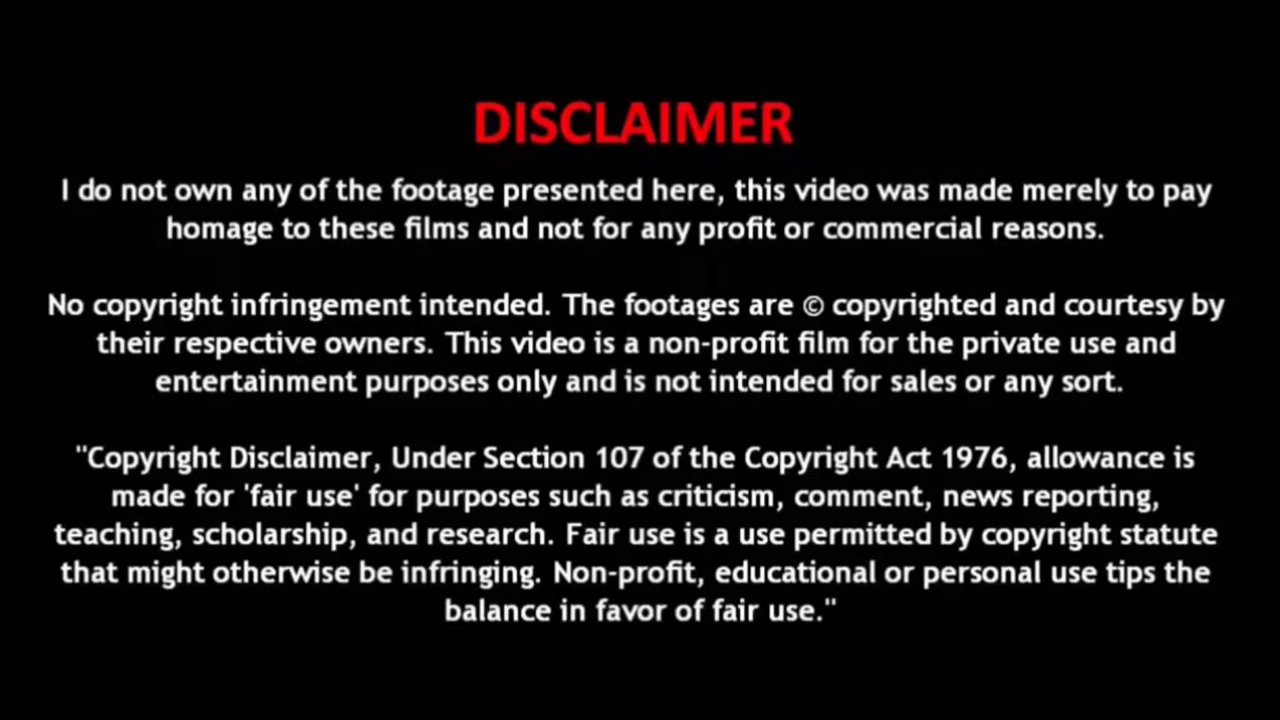 DISCLAIMER
I do not own any of the footage presented here, this video was made merely to pay
homage to these films and not for any profit or commercial reasons.
No copyright infringement intended. The footages are © copyrighted and courtesy by
their respective owners. This video is a non-profit film for the private use and
entertainment purposes only and is not intended for sales or any sort.
"Copyright Disclaimer, Under Section 107 of the Copyright Act 1976, allowance is
made for 'fair use' for purposes such as criticism, comment, news reporting,
teaching, scholarship, and research. Fair use is a use permitted by copyright statute
that might otherwise be infringing. Non-profit, educational or personal use tips the
balance in favor of fair use."